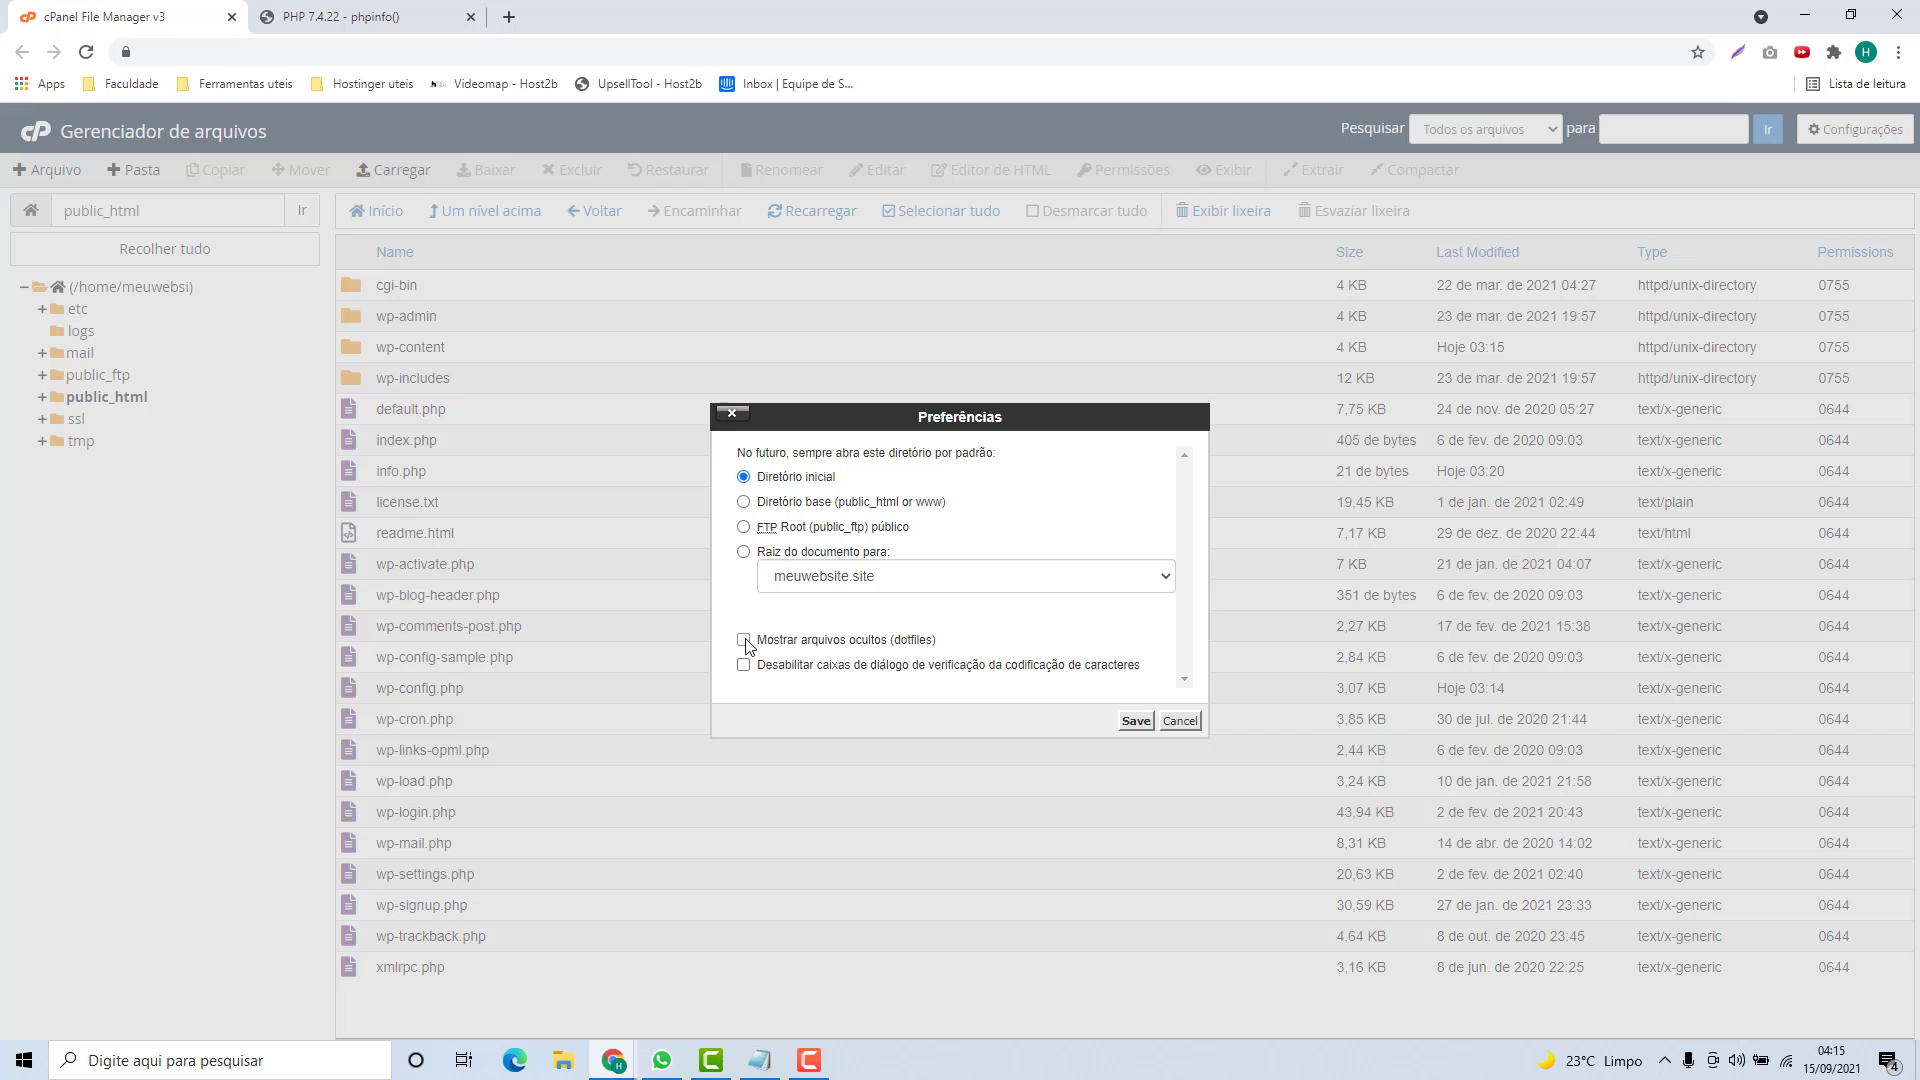 cPanel File Manager v3
PHP 7.4.22 - phpinfo()
Apps
Faculdade
Ferramentas uteis
Hostinger uteis
Videomap - Host2b
UpsellTool - Host2b
Inbox | Equipe de S...
Lista de leitura
H
cP Gerenciador de arquivos
Pesquisar Todos os arquivos para Ir Configurações
Arquivo Pasta Copiar Mover Carregar Baixar Excluir Restaurar Renomear Editar Editor de HTML Permissões Exibir Extrair Compactar
public_html Ir
Início Um nível acima Voltar Encaminhar Recarregar Selecionar tudo Desmarcar tudo Exibir lixeira Esvaziar lixeira
Recolher tudo
(/home/meuwebsi)
etc
logs
mail
public_ftp
public_html
ssl
tmp
Name Size Last Modified Type Permissions
cgi-bin 4 KB 22 de mar. de 2021 04:27 httpd/unix-directory 0755
wp-admin 4 KB 23 de mar. de 2021 19:57 httpd/unix-directory 0755
wp-content 4 KB Hoje 03:15 httpd/unix-directory 0755
wp-includes 12 KB 23 de mar. de 2021 19:57 httpd/unix-directory 0755
default.php 7,75 KB 24 de nov. de 2020 05:27 text/x-generic 0644
index.php 405 de bytes 6 de fev. de 2020 09:03 text/x-generic 0644
info.php 21 de bytes Hoje 03:20 text/x-generic 0644
license.txt 19,45 KB 1 de jan. de 2021 02:49 text/plain 0644
readme.html 7,17 KB 29 de dez. de 2020 22:44 text/html 0644
wp-activate.php 7 KB 21 de jan. de 2021 04:07 text/x-generic 0644
wp-blog-header.php 351 de bytes 6 de fev. de 2020 09:03 text/x-generic 0644
wp-comments-post.php 2,27 KB 17 de fev. de 2021 15:38 text/x-generic 0644
wp-config-sample.php 2,84 KB 6 de fev. de 2020 09:03 text/x-generic 0644
wp-config.php 3,07 KB Hoje 03:14 text/x-generic 0644
wp-cron.php 3,85 KB 30 de jul. de 2020 21:44 text/x-generic 0644
wp-links-opml.php 2,44 KB 6 de fev. de 2020 09:03 text/x-generic 0644
wp-load.php 3,24 KB 10 de jan. de 2021 21:58 text/x-generic 0644
wp-login.php 43,94 KB 2 de fev. de 2021 20:43 text/x-generic 0644
wp-mail.php 8,31 KB 14 de abr. de 2020 14:02 text/x-generic 0644
wp-settings.php 20,63 KB 2 de fev. de 2021 02:40 text/x-generic 0644
wp-signup.php 30,59 KB 27 de jan. de 2021 23:33 text/x-generic 0644
wp-trackback.php 4,64 KB 8 de out. de 2020 23:45 text/x-generic 0644
xmlrpc.php 3,16 KB 8 de jun. de 2020 22:25 text/x-generic 0644
Preferências
No futuro, sempre abra este diretório por padrão:
Diretório inicial
Diretório base (public_html or www)
FTP Root (public_ftp) público
Raiz do documento para:
meuwebsite.site
Mostrar arquivos ocultos (dotfiles)
Desabilitar caixas de diálogo de verificação da codificação de caracteres
Save Cancel
Digite aqui para pesquisar
23°C Limpo
04:15
15/09/2021
4